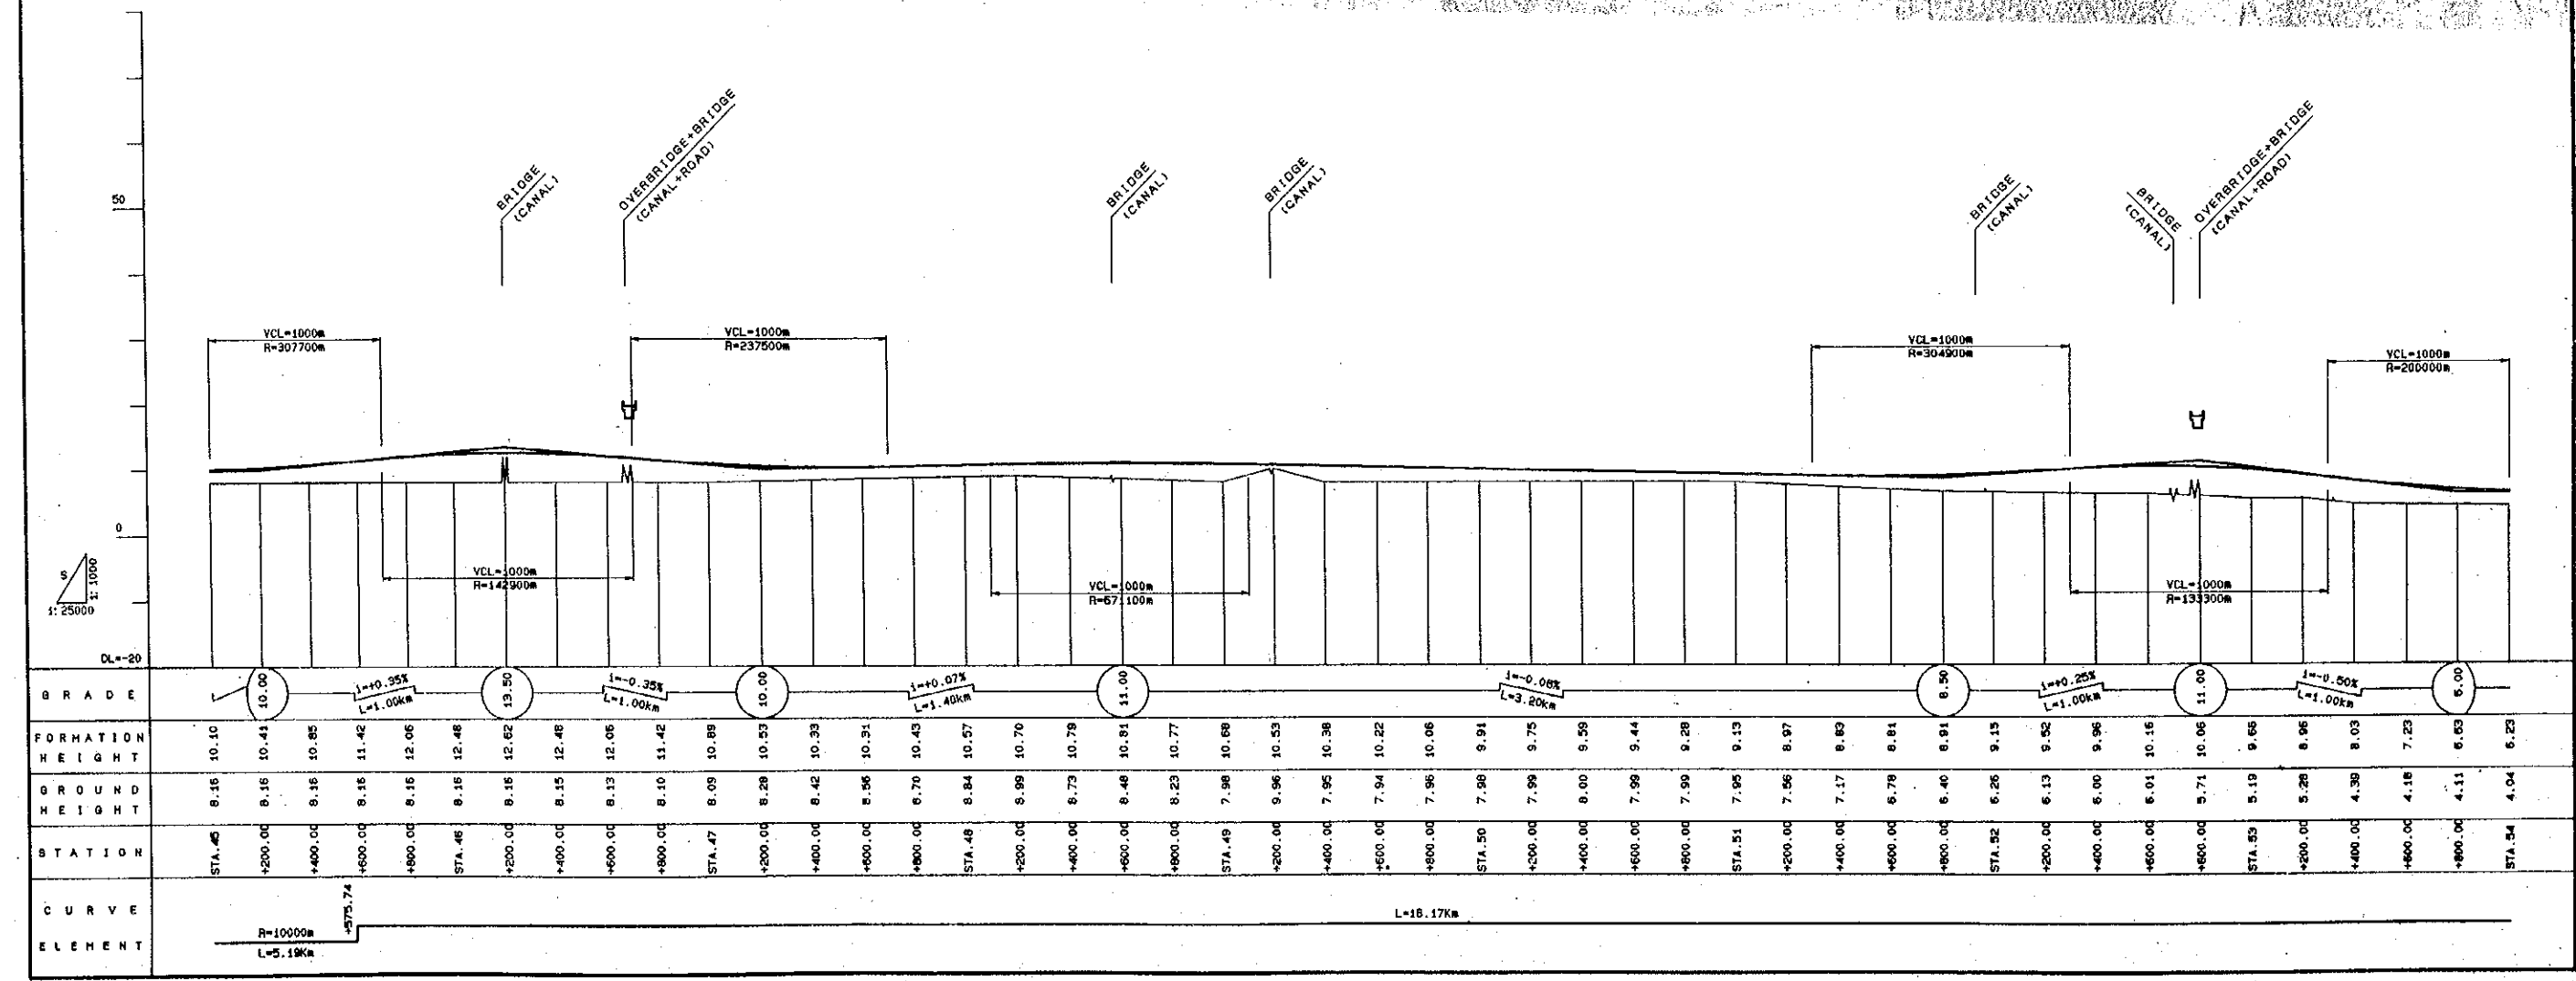 50
0
S
1: 1000
1: 25000
DL=-20
BRIDGE
(CANAL)
OVERBRIDGE+BRIDGE
(CANAL+ROAD)
BRIDGE
(CANAL)
BRIDGE
(CANAL)
BRIDGE
(CANAL)
BRIDGE
(CANAL)
OVERBRIDGE+BRIDGE
(CANAL+ROAD)
VCL=1000m
R=307700m
VCL=1000m
R=237500m
VCL=1000m
R=304900m
VCL=1000m
R=200000m
VCL=1000m
R=142900m
VCL=1000m
VCL=1000m
R=133300m
GRADE
10.00
i=+0.35%
L=1.00km
13.50
i=-0.35%
L=1.00km
10.00
i=+0.07%
L=1.40km
11.00
i=-0.08%
L=3.20km
8.50
i=+0.25%
L=1.00km
11.00
i=-0.50%
L=1.00km
6.00
FORMATION
HEIGHT
10.10 10.41 10.85 11.42 12.06 12.48 12.62 12.48 12.06 11.42 10.89 10.53 10.33 10.31 10.43 10.57 10.70 10.79 10.81 10.77 10.68 10.53 10.38 10.22 10.06 9.91 9.75 9.59 9.44 9.28 9.13 8.97 8.83 8.81 8.91 9.15 9.52 9.96 10.16 10.06 9.66 8.96 8.03 7.23 6.23
GROUND
HEIGHT
8.16 8.16 8.16 8.16 8.16 8.16 8.16 8.15 8.13 8.10 8.09 8.28 8.42 8.56 8.70 8.84 8.99 8.73 8.48 8.23 7.98 9.96 7.95 7.94 7.96 7.98 7.99 8.00 7.99 7.99 7.95 7.56 7.17 6.78 6.40 6.26 6.13 6.00 6.01 5.71 5.19 5.28 4.39 4.18 4.11 4.04
STATION
STA.45 +200.00 +400.00 +600.00 +800.00 STA.46 +200.00 +400.00 +600.00 +800.00 STA.47 +200.00 +400.00 +600.00 +800.00 STA.48 +200.00 +400.00 +600.00 +800.00 STA.49 +200.00 +400.00 +600.00 +800.00 STA.50 +200.00 +400.00 +600.00 +800.00 STA.51 +200.00 +400.00 +600.00 +800.00 STA.52 +200.00 +400.00 +600.00 +800.00 STA.53 +200.00 +400.00 +600.00 +800.00 STA.54
CURVE
ELEMENT
R=10000m
L=5.19Km
+575.74
L=18.17Km